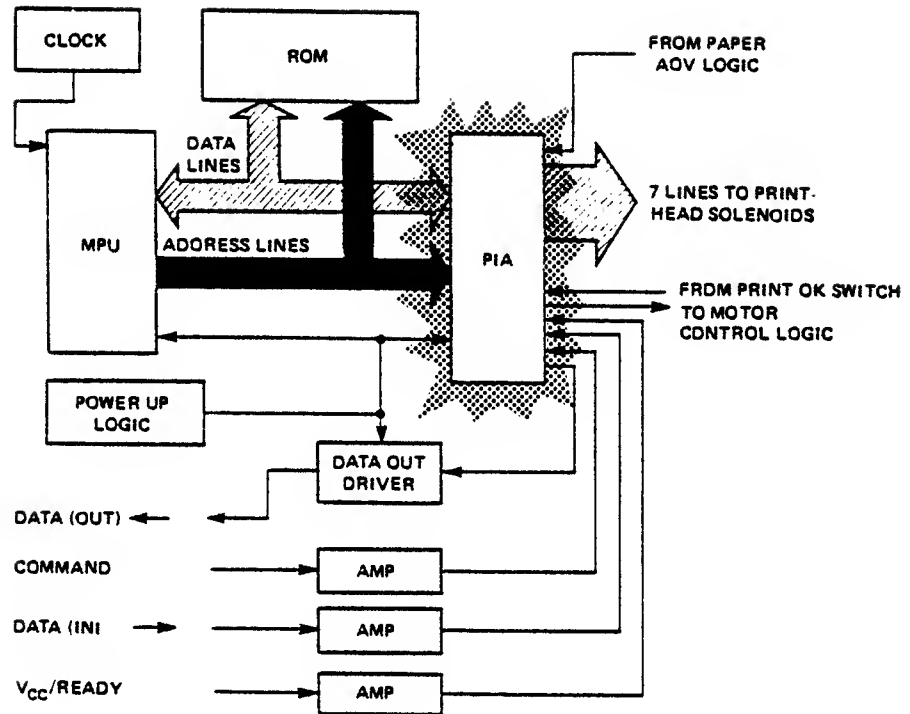 CLOCK
ROM
FROM PAPER
AOV LOGIC
DATA
LINES
7 LINES TO PRINT-
HEAD SOLENOIDS
MPU
ADDRESS LINES
PIA
FRDM PRINT OK SWITCH
TO MOTOR
CONTROL LOGIC
POWER UP
LOGIC
DATA OUT
DRIVER
DATA (OUT)
COMMAND
AMP
DATA (INI
AMP
VCC/READY
AMP